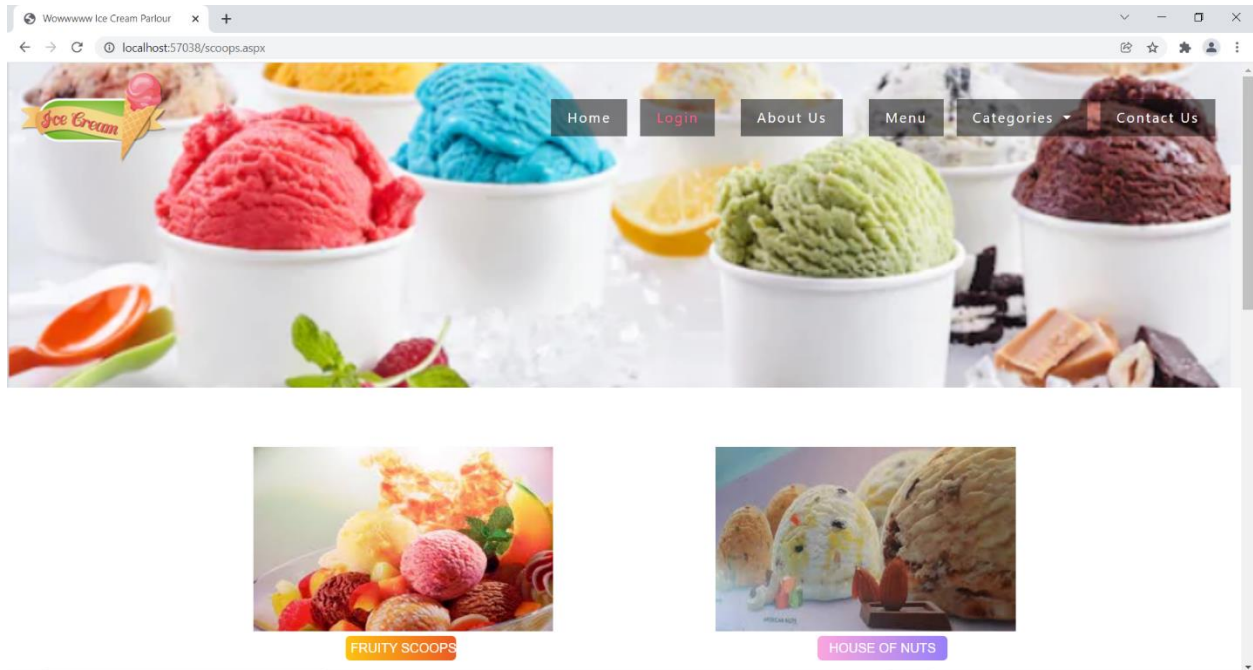 Wowwwww Ice Cream Parlour
localhost:57038/scoops.aspx
Ice Cream
Home Login About Us Menu Categories Contact Us
FRUITY SCOOPS
HOUSE OF NUTS